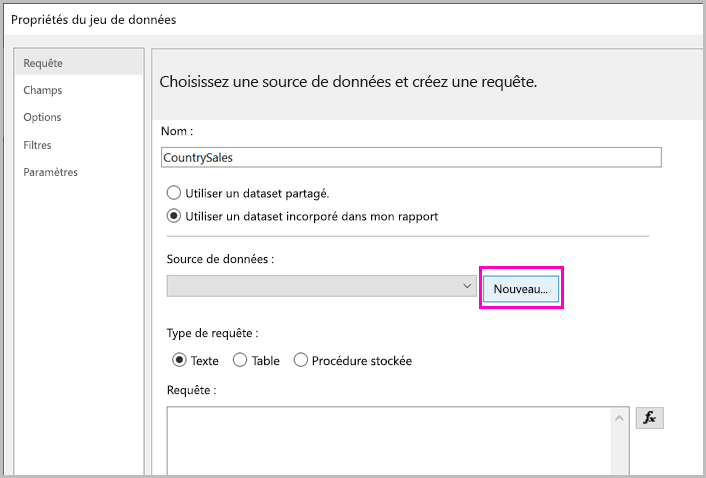 Propriétés du jeu de données
Requête
Champs
Options
Filtres
Paramètres
Choisissez une source de données et créez une requête.
Nom :
CountrySales
Utiliser un dataset partagé.
Utiliser un dataset incorporé dans mon rapport
Source de données :
Nouveau...
Type de requête :
Texte Table Procédure stockée
Requête :
fx